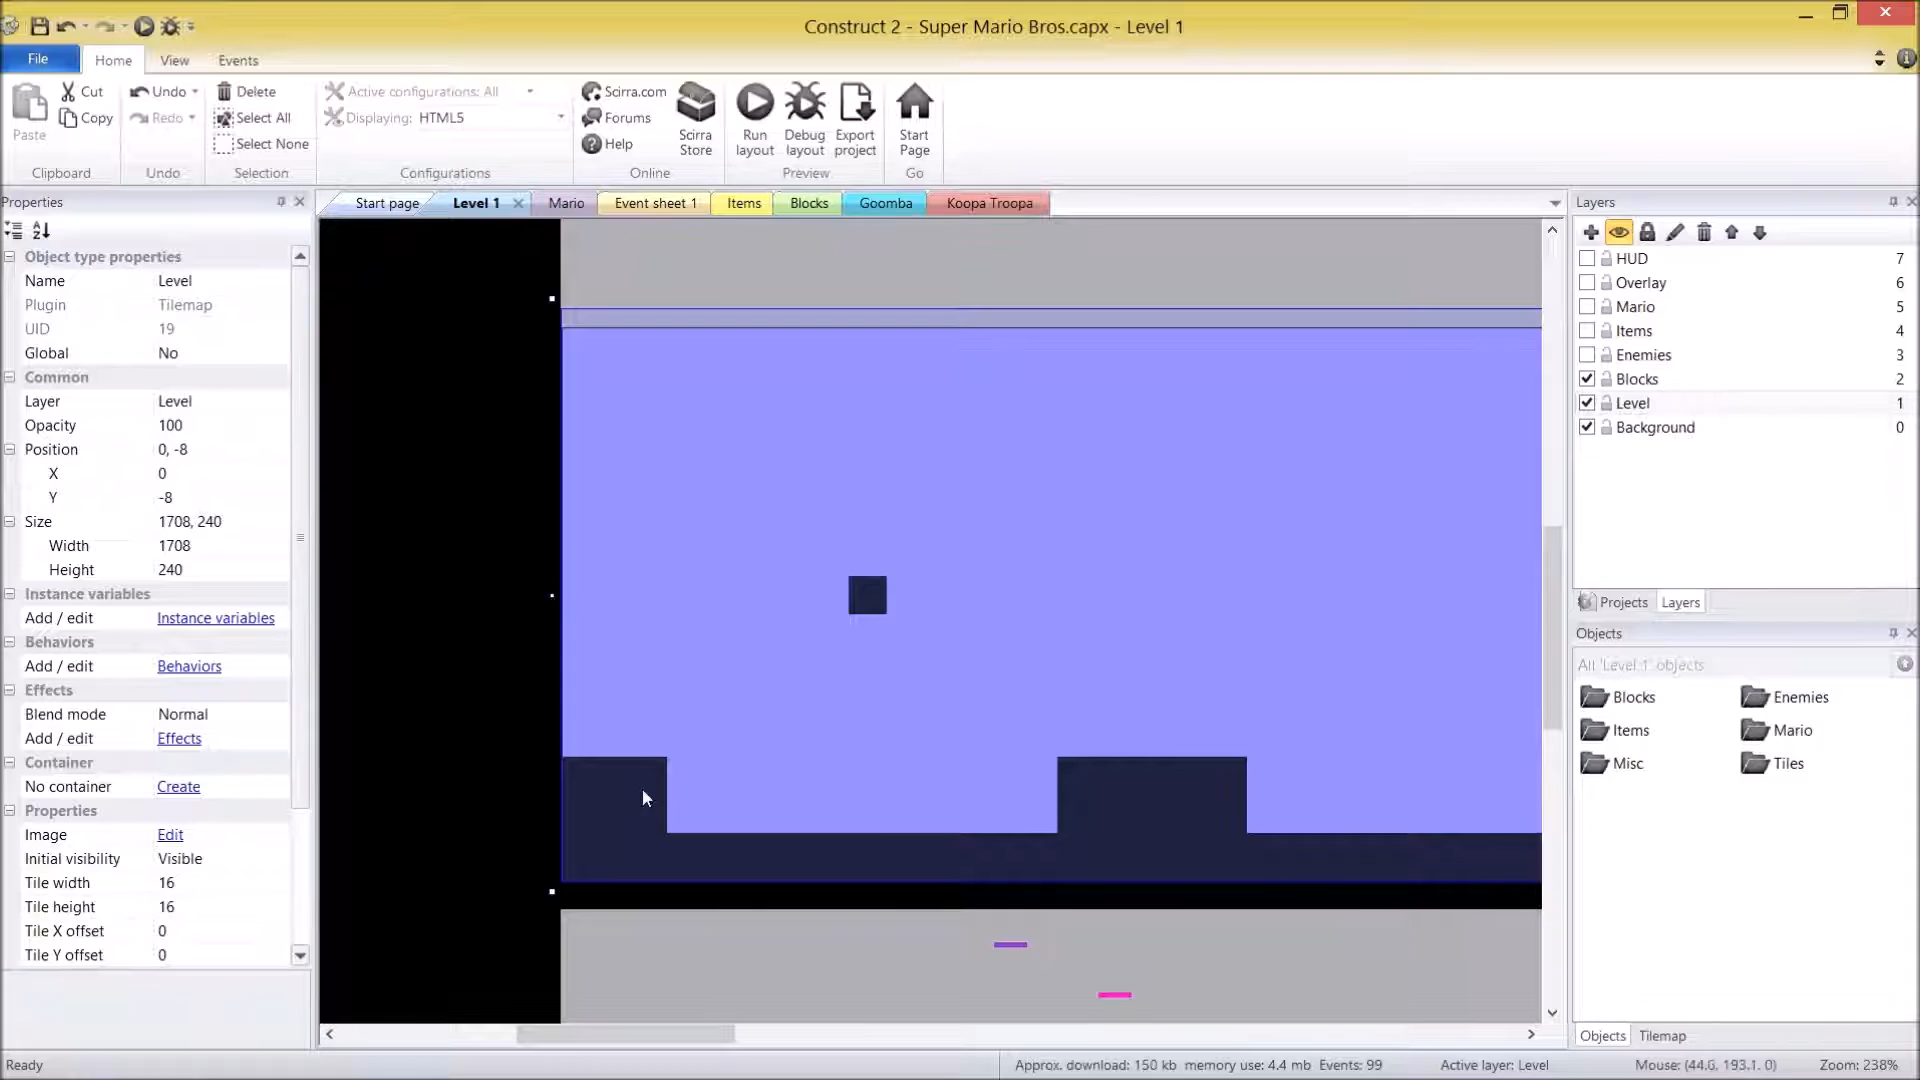 Construct 2 - Super Mario Bros.capx - Level 1
File Home View Events
Paste
Cut
Copy
Clipboard
Undo
Redo
Undo
Delete
Select All
Select None
Selection
Active configurations: All
Displaying: HTML5
Configurations
Scirra.com
Forums
Help
Scirra Store
Online
Run layout
Debug layout
Export project
Preview
Start Page
Go
Properties
Start page Level 1 Mario Event sheet 1 Items Blocks Goomba Koopa Troopa
Object type properties
Name Level
Plugin Tilemap
UID 19
Global No
Common
Layer Level
Opacity 100
Position 0, -8
X 0
Y -8
Size 1708, 240
Width 1708
Height 240
Instance variables
Add / edit Instance variables
Behaviors
Add / edit Behaviors
Effects
Blend mode Normal
Add / edit Effects
Container
No container Create
Properties
Image Edit
Initial visibility Visible
Tile width 16
Tile height 16
Tile X offset 0
Tile Y offset 0
Layers
HUD 7
Overlay 6
Mario 5
Items 4
Enemies 3
Blocks 2
Level 1
Background 0
Projects Layers
Objects
All 'Level 1' objects
Blocks Enemies
Items Mario
Misc Tiles
Objects Tilemap
Ready Approx. download: 150 kb memory use: 4.4 mb Events: 99 Active layer: Level Mouse: (44.0, 193.1, 0) Zoom: 238%